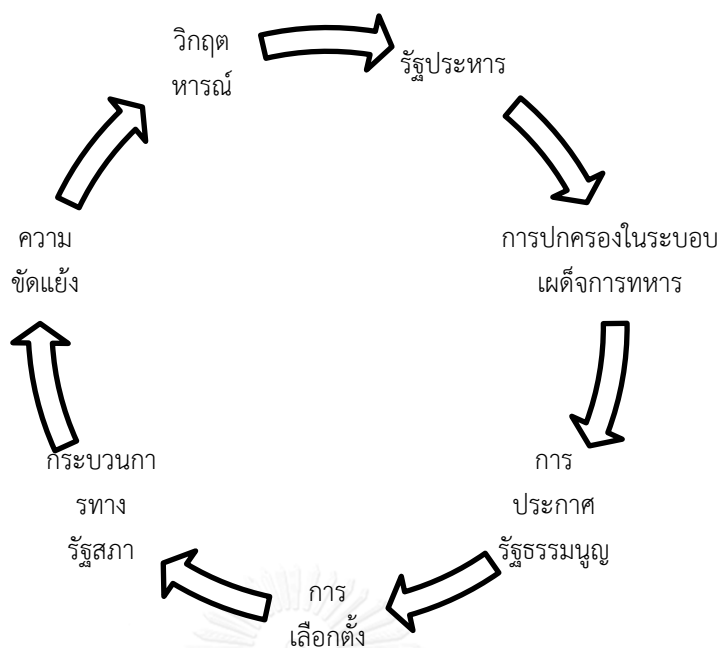 วิกฤต
หารณ์
รัฐประหาร
การปกครองในระบอบ
เผด็จการทหาร
การ
ประกาศ
รัฐธรรมนูญ
การ
เลือกตั้ง
กระบวนกา
รทาง
รัฐสภา
ความ
ขัดแย้ง